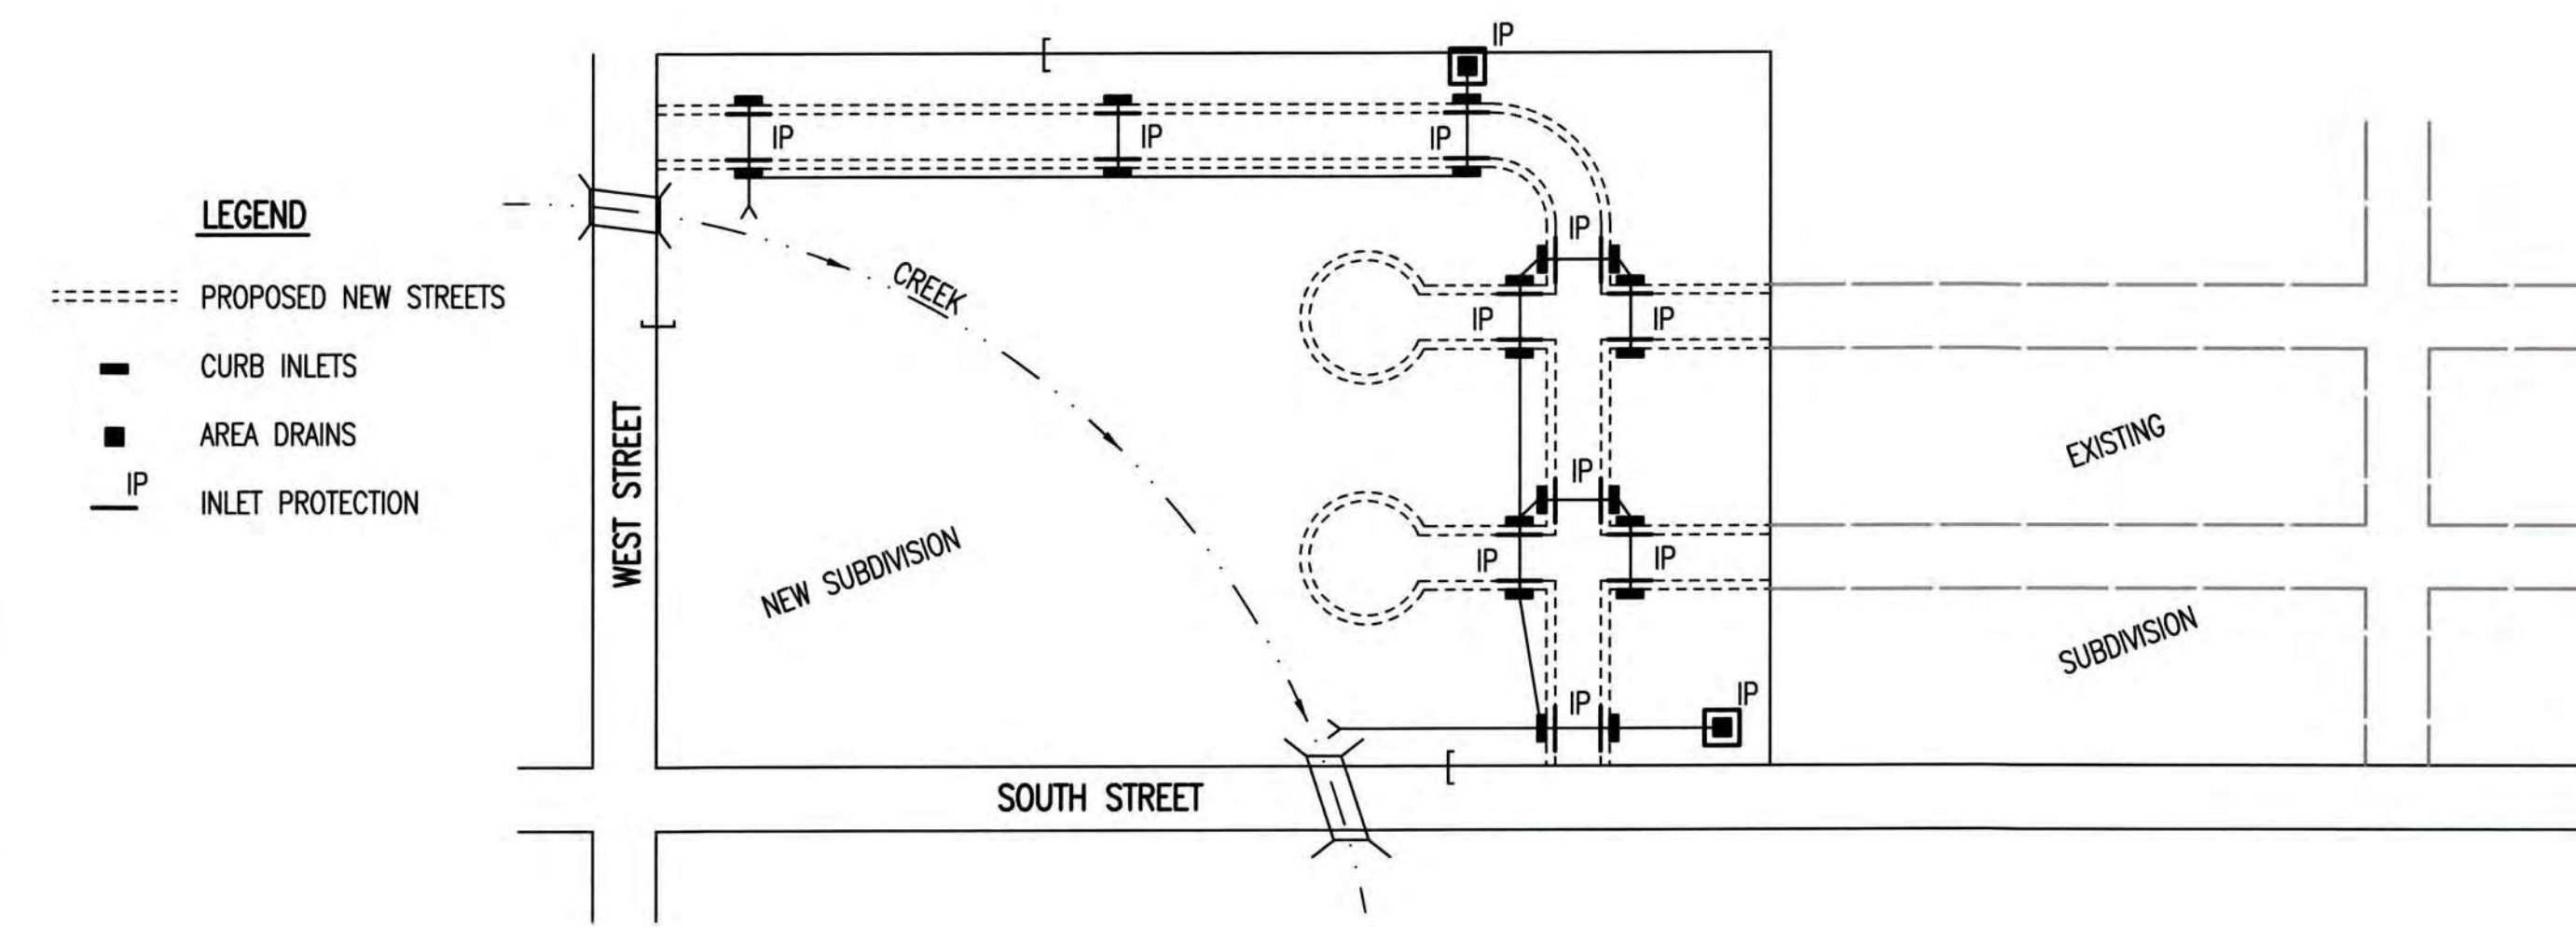 LEGEND
PROPOSED NEW STREETS
CURB INLETS
AREA DRAINS
IP
INLET PROTECTION
WEST STREET
SOUTH STREET
CREEK
NEW SUBDIVISION
EXISTING
SUBDIVISION
IP
IP
IP
IP
IP
IP
IP
IP
IP
IP
IP
IP